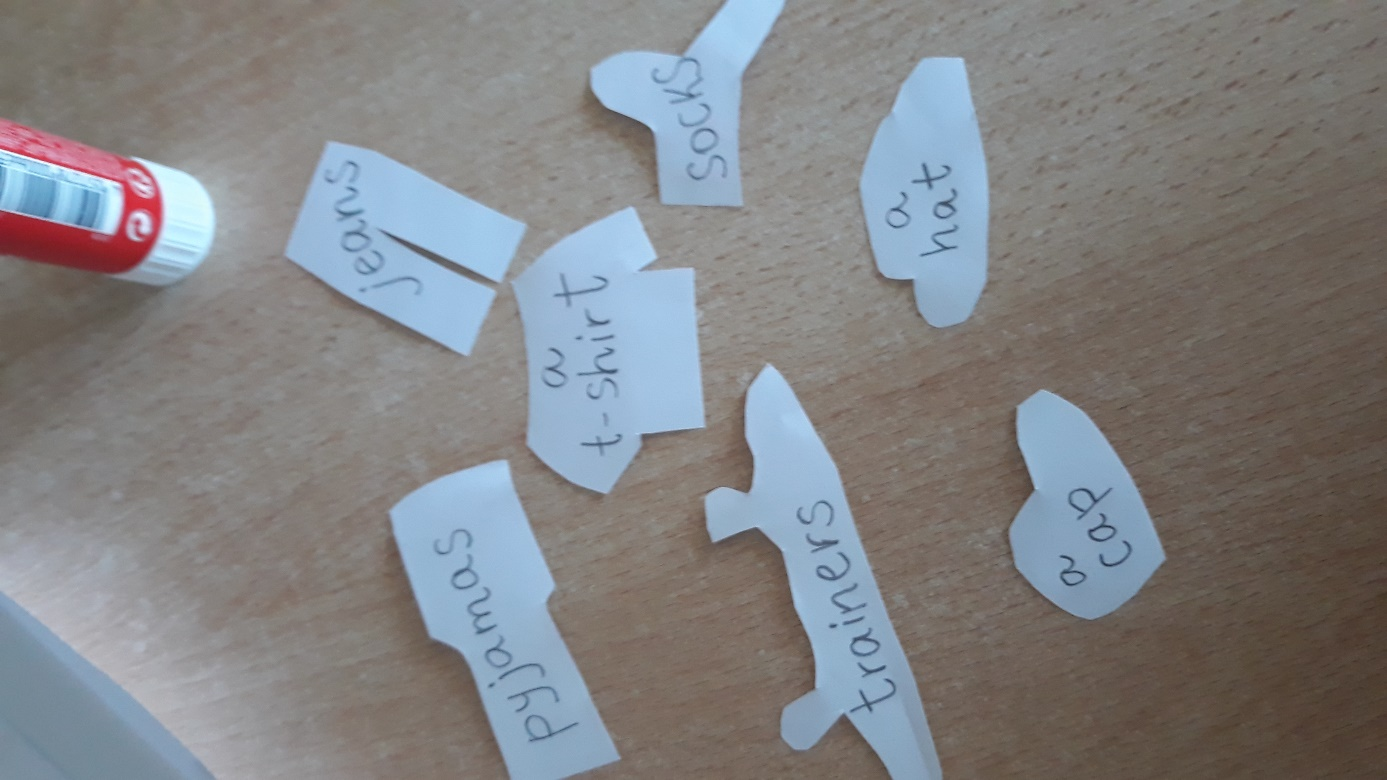 jeans
socks
a
hat
a
t-shirt
pyjamas
trainers
a
cap